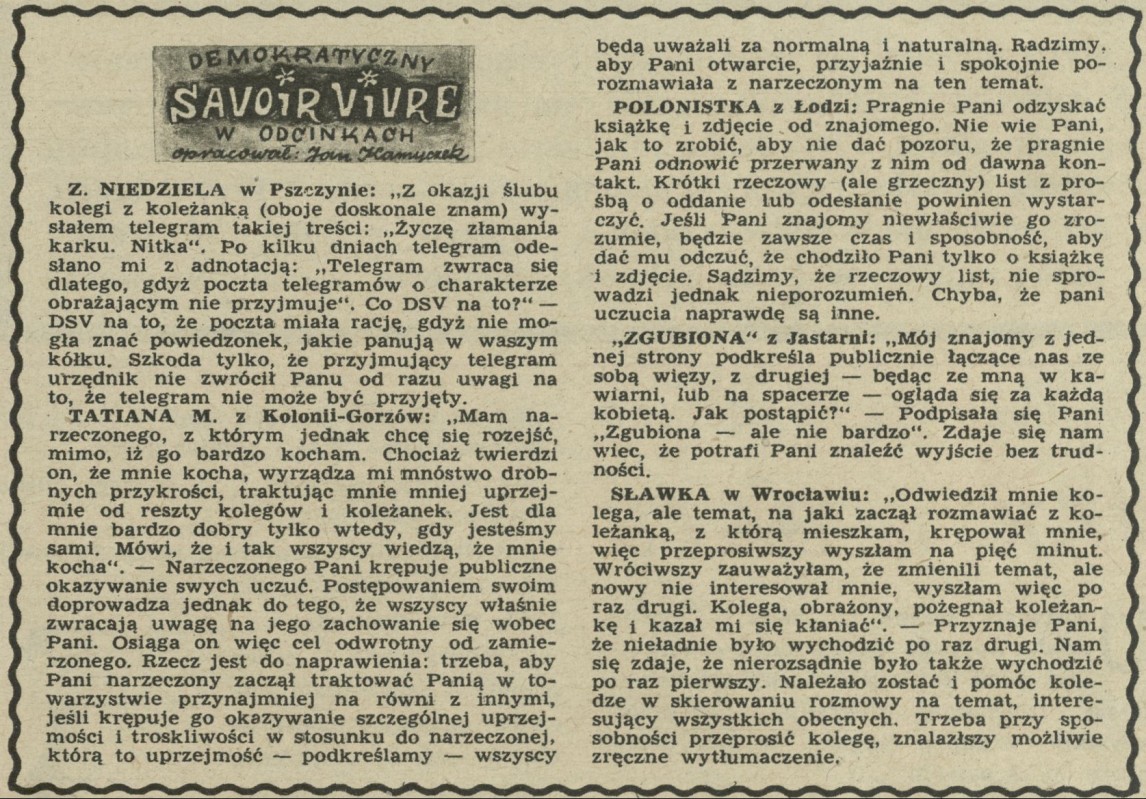 DEMOKRATYCZNY
SAVOIR VIVRE
W ODCINKACH
opracował: Jan Kamyczek
Z. NIEDZIELA w Pszczynie: „Z okazji ślubu
kolegi z koleżanką (oboje doskonale znam) wy-
słałem telegram takiej treści: „Życzę złamania
karku. Nitka“. Po kilku dniach telegram ode-
słano mi z adnotacją: „Telegram zwraca się
dlatego, gdyż poczta telegramów o charakterze
obrażającym nie przyjmuje“. Co DSV na to?“ —
DSV na to, że poczta miała rację, gdyż nie mo-
gła znać powiedzonek, jakie panują w waszym
kółku. Szkoda tylko, że przyjmujący telegram
urzędnik nie zwrócił Panu od razu uwagi na
to, że telegram nie może być przyjęty.
TATIANA M. z Kolonii-Gorzów: „Mam na-
rzeczonego, z którym jednak chcę się rozejść,
mimo, iż go bardzo kocham. Chociaż twierdzi
on, że mnie kocha, wyrządza mi mnóstwo drob-
nych przykrości, traktując mnie mniej uprzej-
mie od reszty kolegów i koleżanek. Jest dla
mnie bardzo dobry tylko wtedy, gdy jesteśmy
sami. Mówi, że i tak wszyscy wiedzą, że mnie
kocha“. — Narzeczonego Pani krępuje publiczne
okazywanie swych uczuć. Postępowaniem swoim
doprowadza jednak do tego, że wszyscy właśnie
zwracają uwagę na jego zachowanie się wobec
Pani. Osiąga on więc cel odwrotny od zamie-
rzonego. Rzecz jest do naprawienia: trzeba, aby
Pani narzeczony zaczął traktować Panią w to-
warzystwie przynajmniej na równi z innymi,
jeśli krępuje go okazywanie szczególnej uprzej-
mości i troskliwości w stosunku do narzeczonej,
którą to uprzejmość — podkreślamy — wszyscy
będą uważali za normalną i naturalną. Radzimy,
aby Pani otwarcie, przyjaźnie i spokojnie po-
rozmawiała z narzeczonym na ten temat.
POLONISTKA z Łodzi: Pragnie Pani odzyskać
książkę i zdjęcie od znajomego. Nie wie Pani,
jak to zrobić, aby nie dać pozoru, że pragnie
Pani odnowić przerwany z nim od dawna kon-
takt. Krótki rzeczowy (ale grzeczny) list z pro-
śbą o oddanie lub odesłanie powinien wystar-
czyć. Jeśli Pani znajomy niewłaściwie go zro-
zumie, będzie zawsze czas i sposobność, aby
dać mu odczuć, że chodziło Pani tylko o książkę
i zdjęcie. Sądzimy, że rzeczowy list, nie spro-
wadzi jednak nieporozumień. Chyba, że pani
uczucia naprawdę są inne.
„ZGUBIONA“ z Jastarni: „Mój znajomy z jed-
nej strony podkreśla publicznie łączące nas ze
sobą więzy, z drugiej — będąc ze mną w ka-
wiarni, lub na spacerze — ogląda się za każdą
kobietą. Jak postąpić?“ — Podpisała się Pani
„Zgubiona — ale nie bardzo“. Zdaje się nam
wiec, że potrafi Pani znaleźć wyjście bez trud-
ności.
SŁAWKA w Wrocławiu: „Odwiedził mnie ko-
lega, ale temat, na jaki zaczął rozmawiać z ko-
leżanką, z którą mieszkam, krępował mnie,
więc przeprosiwszy wyszłam na pięć minut.
Wróciwszy zauważyłam, że zmienili temat, ale
nowy nie interesował mnie, wyszłam więc po
raz drugi. Kolega, obrażony, pożegnał koleżan-
kę i kazał mi się kłaniać“. — Przyznaje Pani,
że nieładnie było wychodzić po raz drugi. Nam
się zdaje, że nierozsądnie było także wychodzić
po raz pierwszy. Należało zostać i pomóc kole-
dze w skierowaniu rozmowy na temat, intere-
sujący wszystkich obecnych. Trzeba przy spo-
sobności przeprosić kolegę, znalazłszy możliwie
zręczne wytłumaczenie.